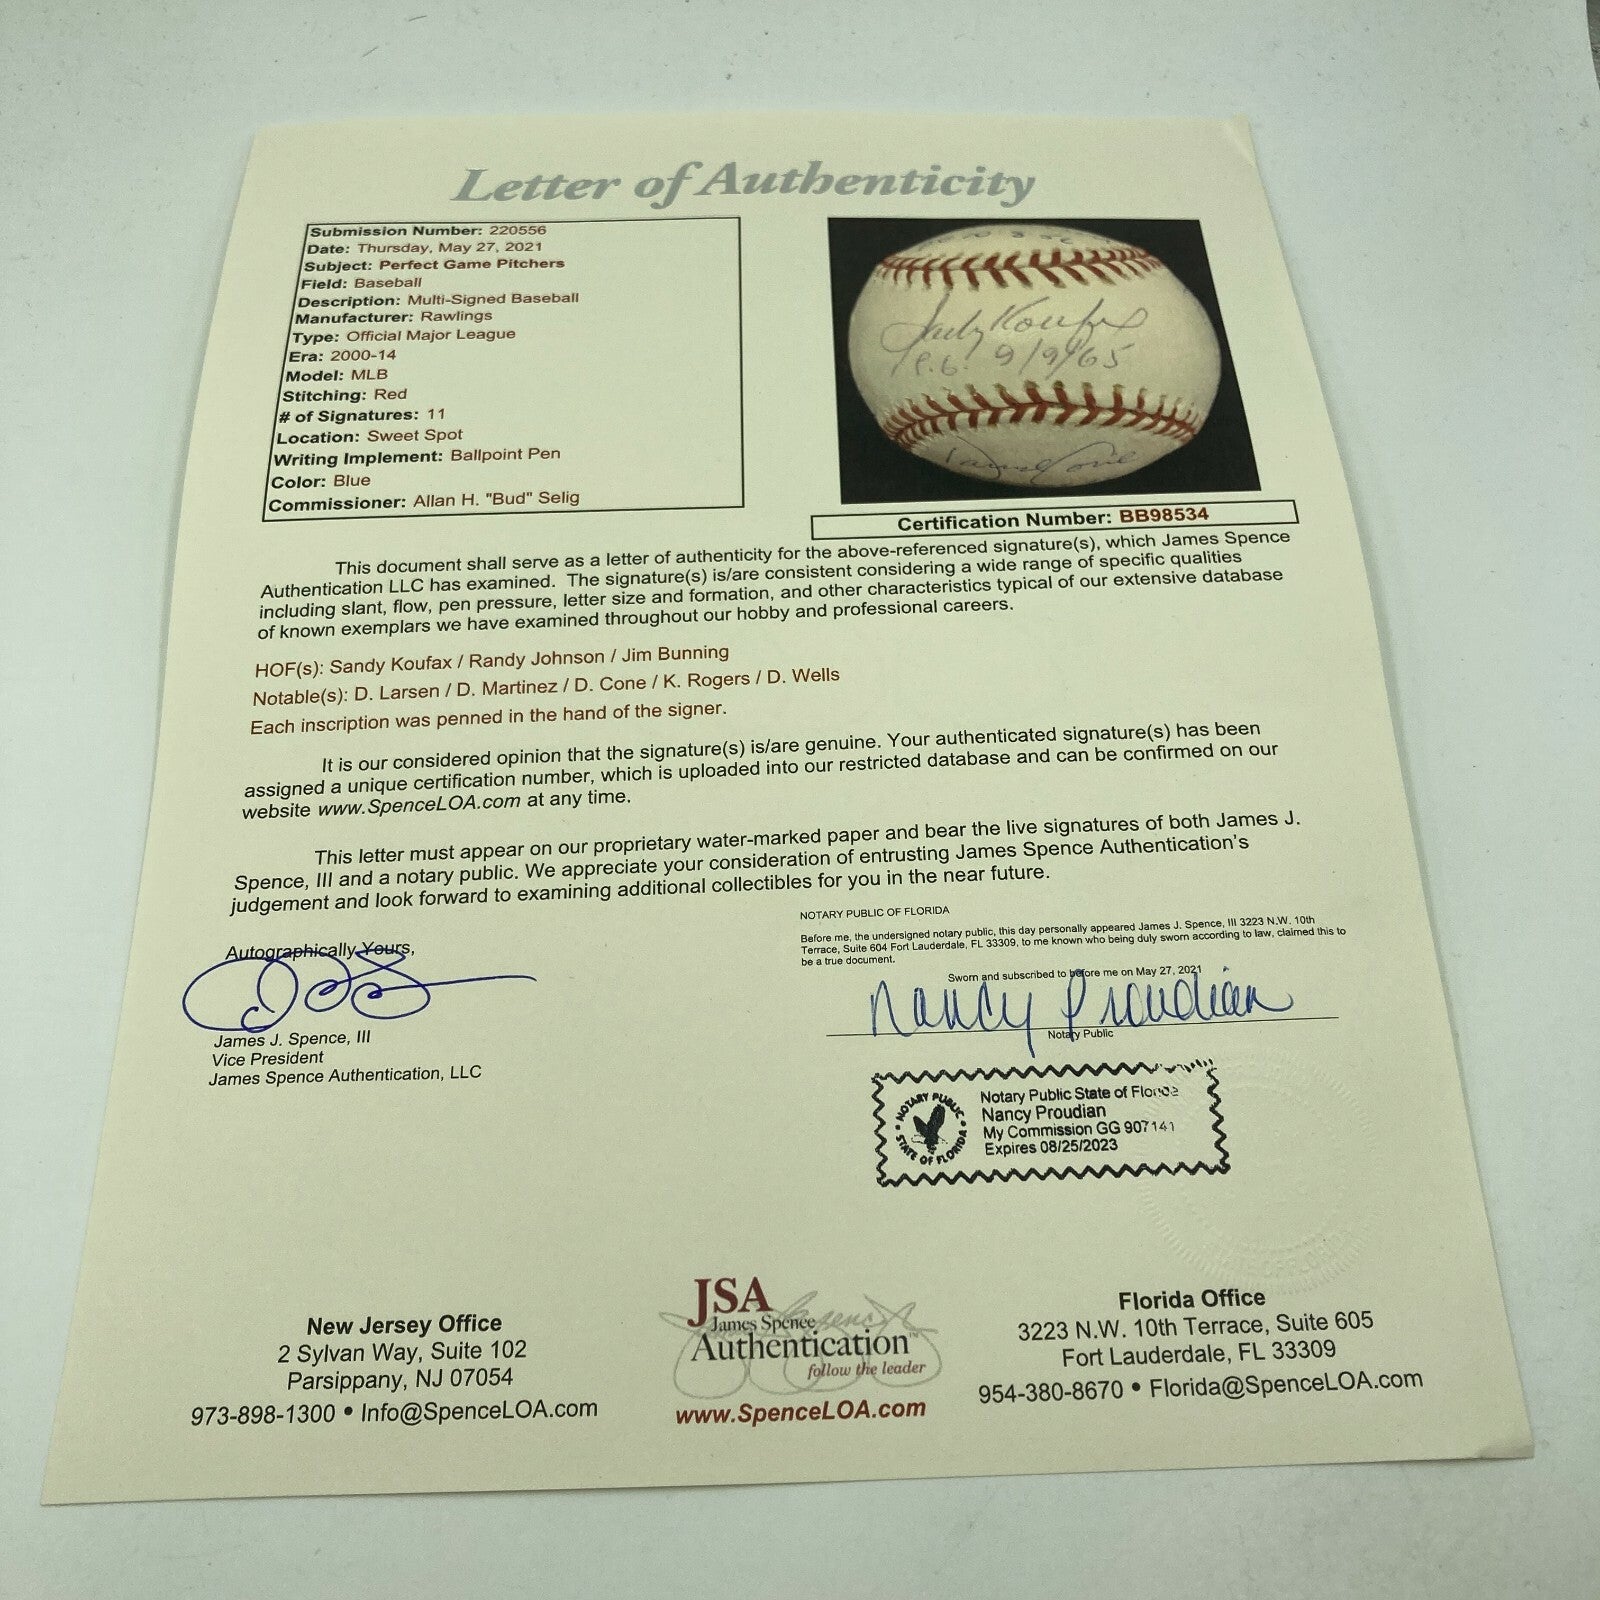 Letter of Authenticity
Submission Number: 220556
Date: Thursday, May 27, 2021
Subject: Perfect Game Pitchers
Field: Baseball
Description: Multi-Signed Baseball
Manufacturer: Rawlings
Type: Official Major League
Era: 2000-14
Model: MLB
Stitching: Red
# of Signatures: 11
Location: Sweet Spot
Writing Implement: Ballpoint Pen
Color: Blue
Commissioner: Allan H. "Bud" Selig
Sandy Koufax
P.G. 9/9/65
David Cone
Certification Number: BB98534
This document shall serve as a letter of authenticity for the above-referenced signature(s), which James Spence
Authentication LLC has examined. The signature(s) is/are consistent considering a wide range of specific qualities
including slant, flow, pen pressure, letter size and formation, and other characteristics typical of our extensive database
of known exemplars we have examined throughout our hobby and professional careers.
HOF(s): Sandy Koufax / Randy Johnson / Jim Bunning
Notable(s): D. Larsen / D. Martinez / D. Cone / K. Rogers / D. Wells
Each inscription was penned in the hand of the signer.
It is our considered opinion that the signature(s) is/are genuine. Your authenticated signature(s) has been
assigned a unique certification number, which is uploaded into our restricted database and can be confirmed on our
website www.SpenceLOA.com at any time.
This letter must appear on our proprietary water-marked paper and bear the live signatures of both James J.
Spence, III and a notary public. We appreciate your consideration of entrusting James Spence Authentication's
judgement and look forward to examining additional collectibles for you in the near future.
Autographically Yours,
James J. Spence, III
Vice President
James Spence Authentication, LLC
NOTARY PUBLIC OF FLORIDA
Before me, the undersigned notary public, this day personally appeared James J. Spence, III 3223 N.W. 10th
Terrace, Suite 604 Fort Lauderdale, FL 33309, to me known who being duly sworn according to law, claimed this to
be a true document.
Sworn and subscribed to before me on May 27, 2021
Nancy Proudian
Notary Public
NOTARY PUBLIC
STATE OF FLORIDA
Notary Public State of Florida
Nancy Proudian
My Commission GG 907141
Expires 08/25/2023
New Jersey Office
2 Sylvan Way, Suite 102
Parsippany, NJ 07054
973-898-1300 • Info@SpenceLOA.com
JSA
James Spence
Authentication™
follow the leader
www.SpenceLOA.com
Florida Office
3223 N.W. 10th Terrace, Suite 605
Fort Lauderdale, FL 33309
954-380-8670 • Florida@SpenceLOA.com